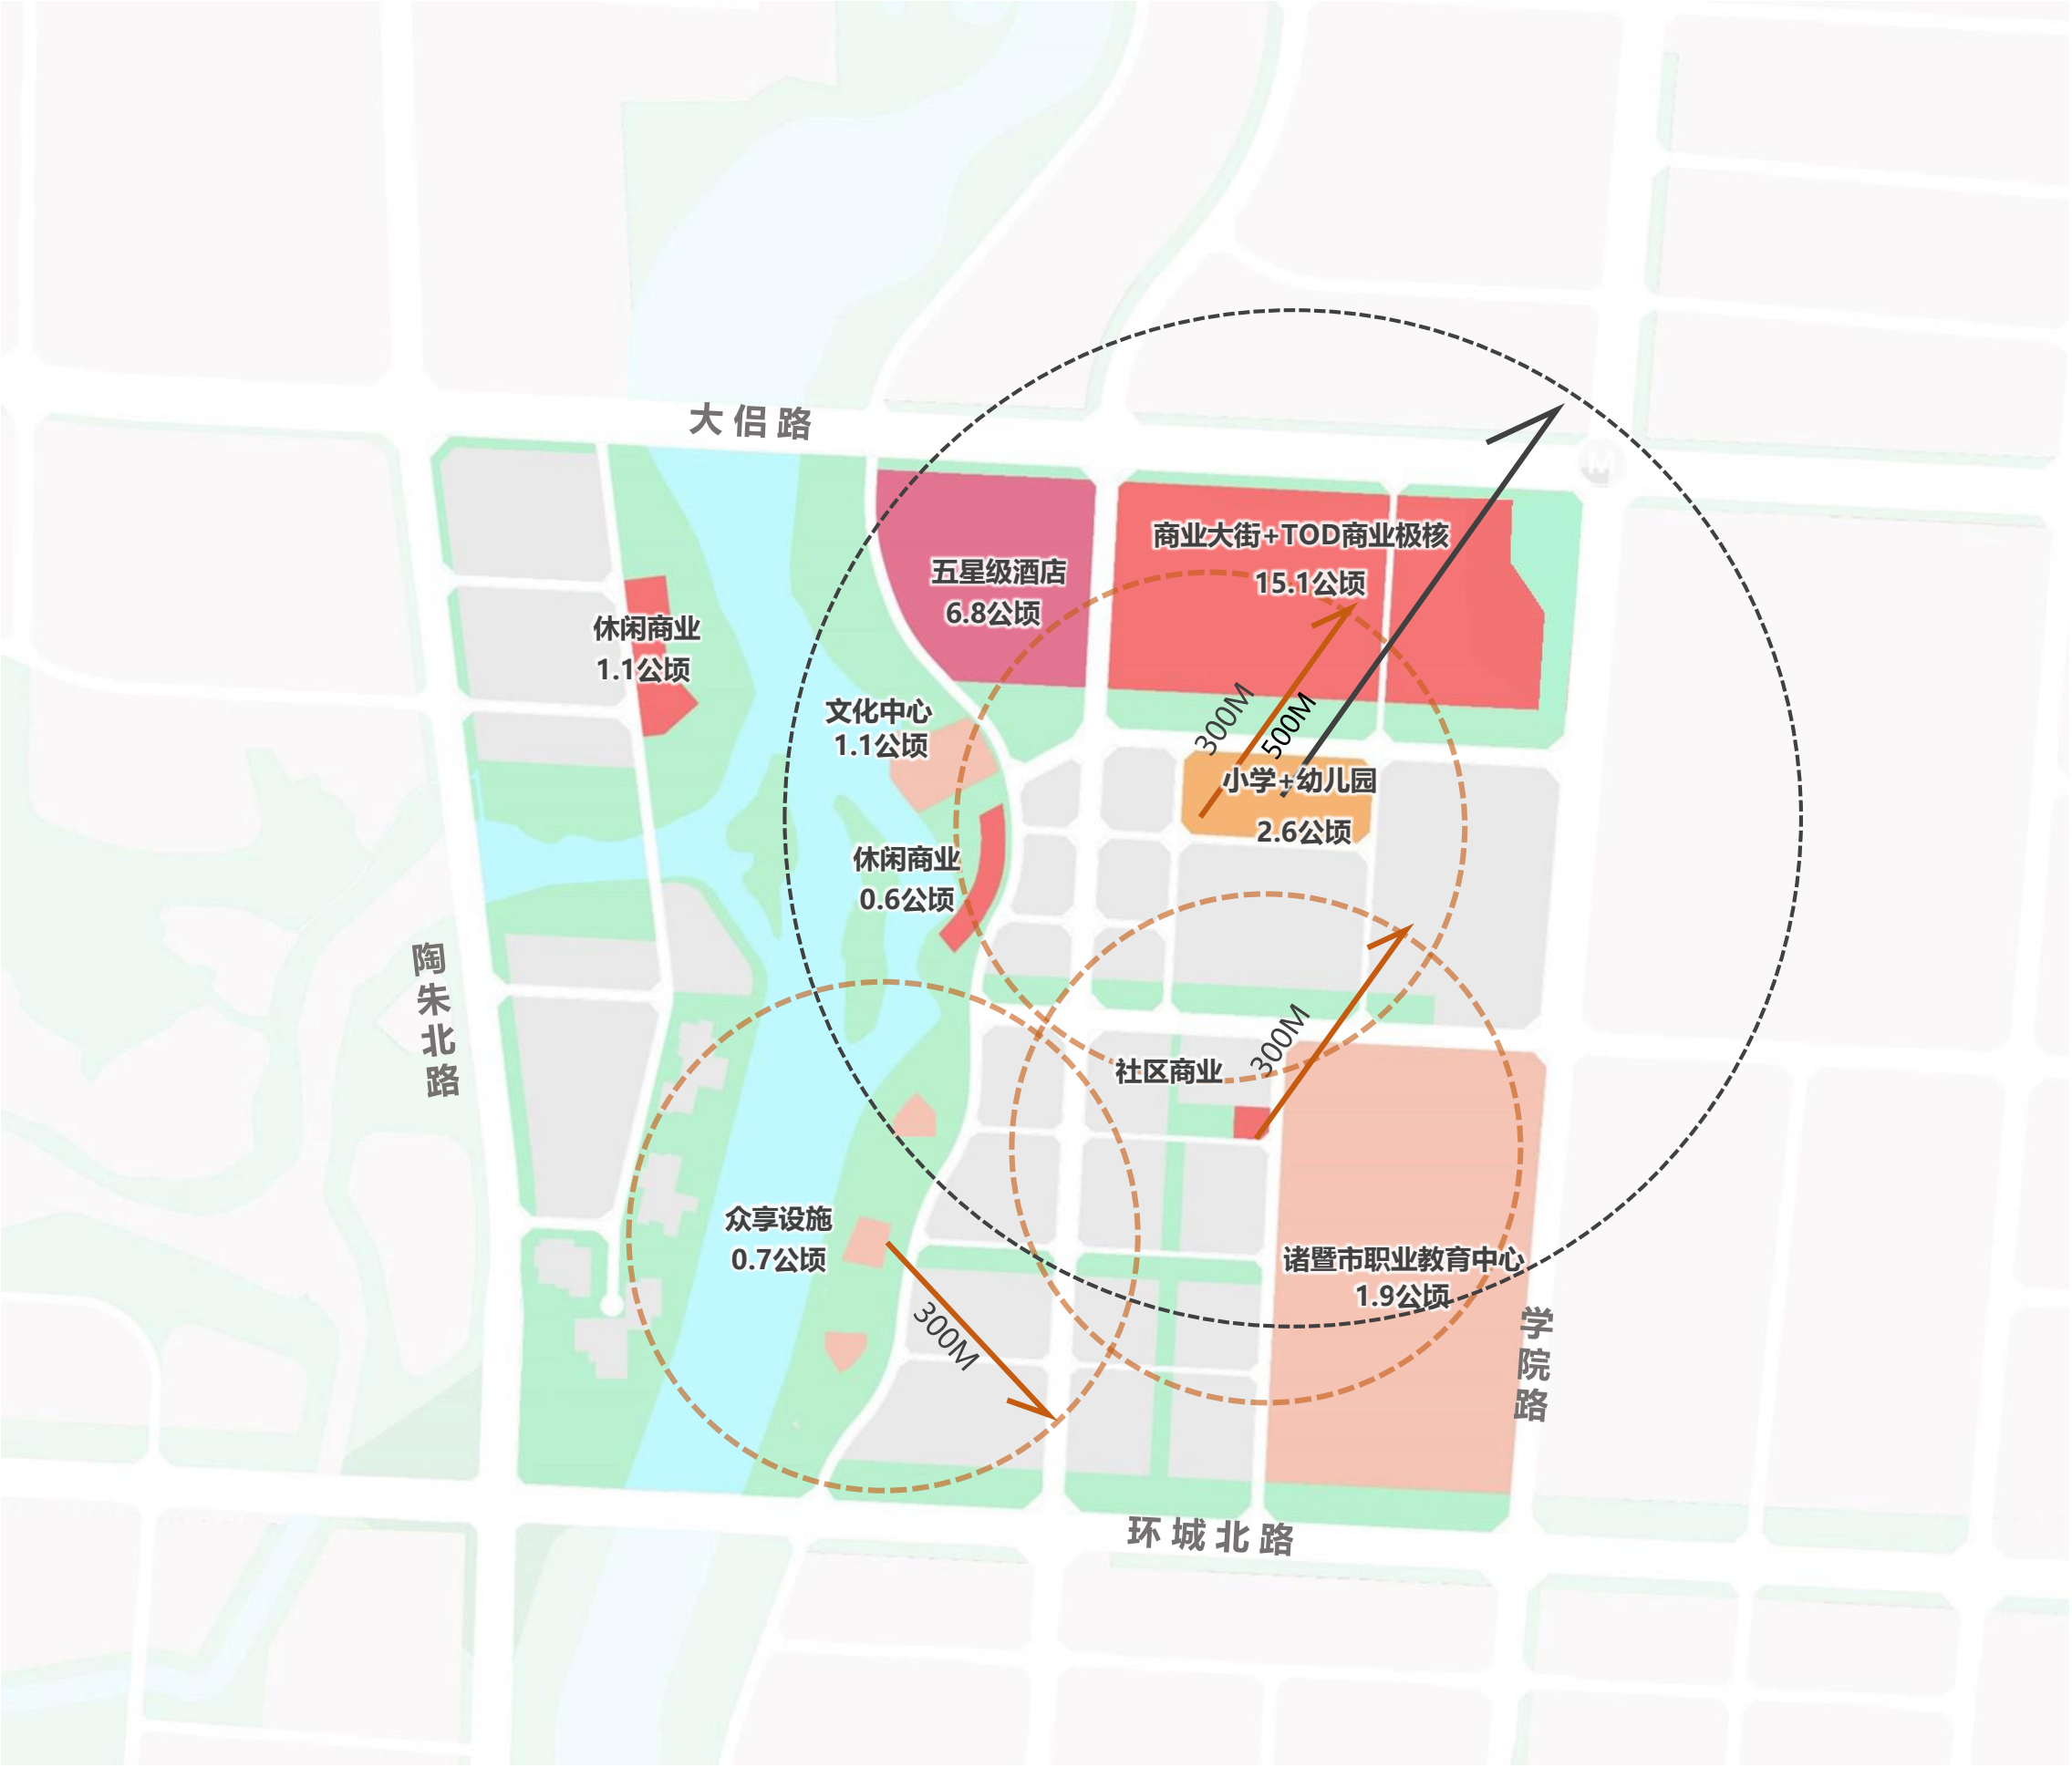 大侣路
M
商业大街+TOD商业极核
15.1公顷
五星级酒店
6.8公顷
休闲商业
1.1公顷
文化中心
1.1公顷
300M
500M
小学+幼儿园
2.6公顷
休闲商业
0.6公顷
陶朱北路
300M
社区商业
众享设施
0.7公顷
300M
诸暨市职业教育中心
1.9公顷
学院路
环城北路